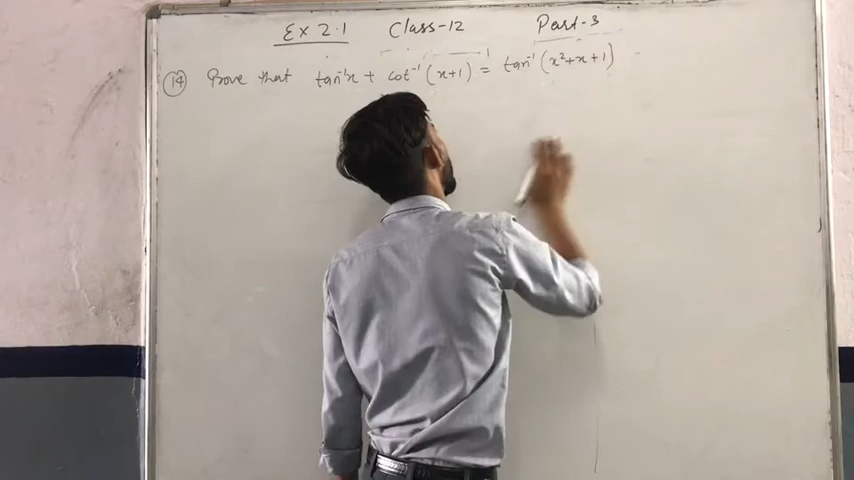 Ex 2.1 Class-12 Part-3
(14) Prove that tan⁻¹x + cot⁻¹(x+1) = tan⁻¹(x²+x+1)